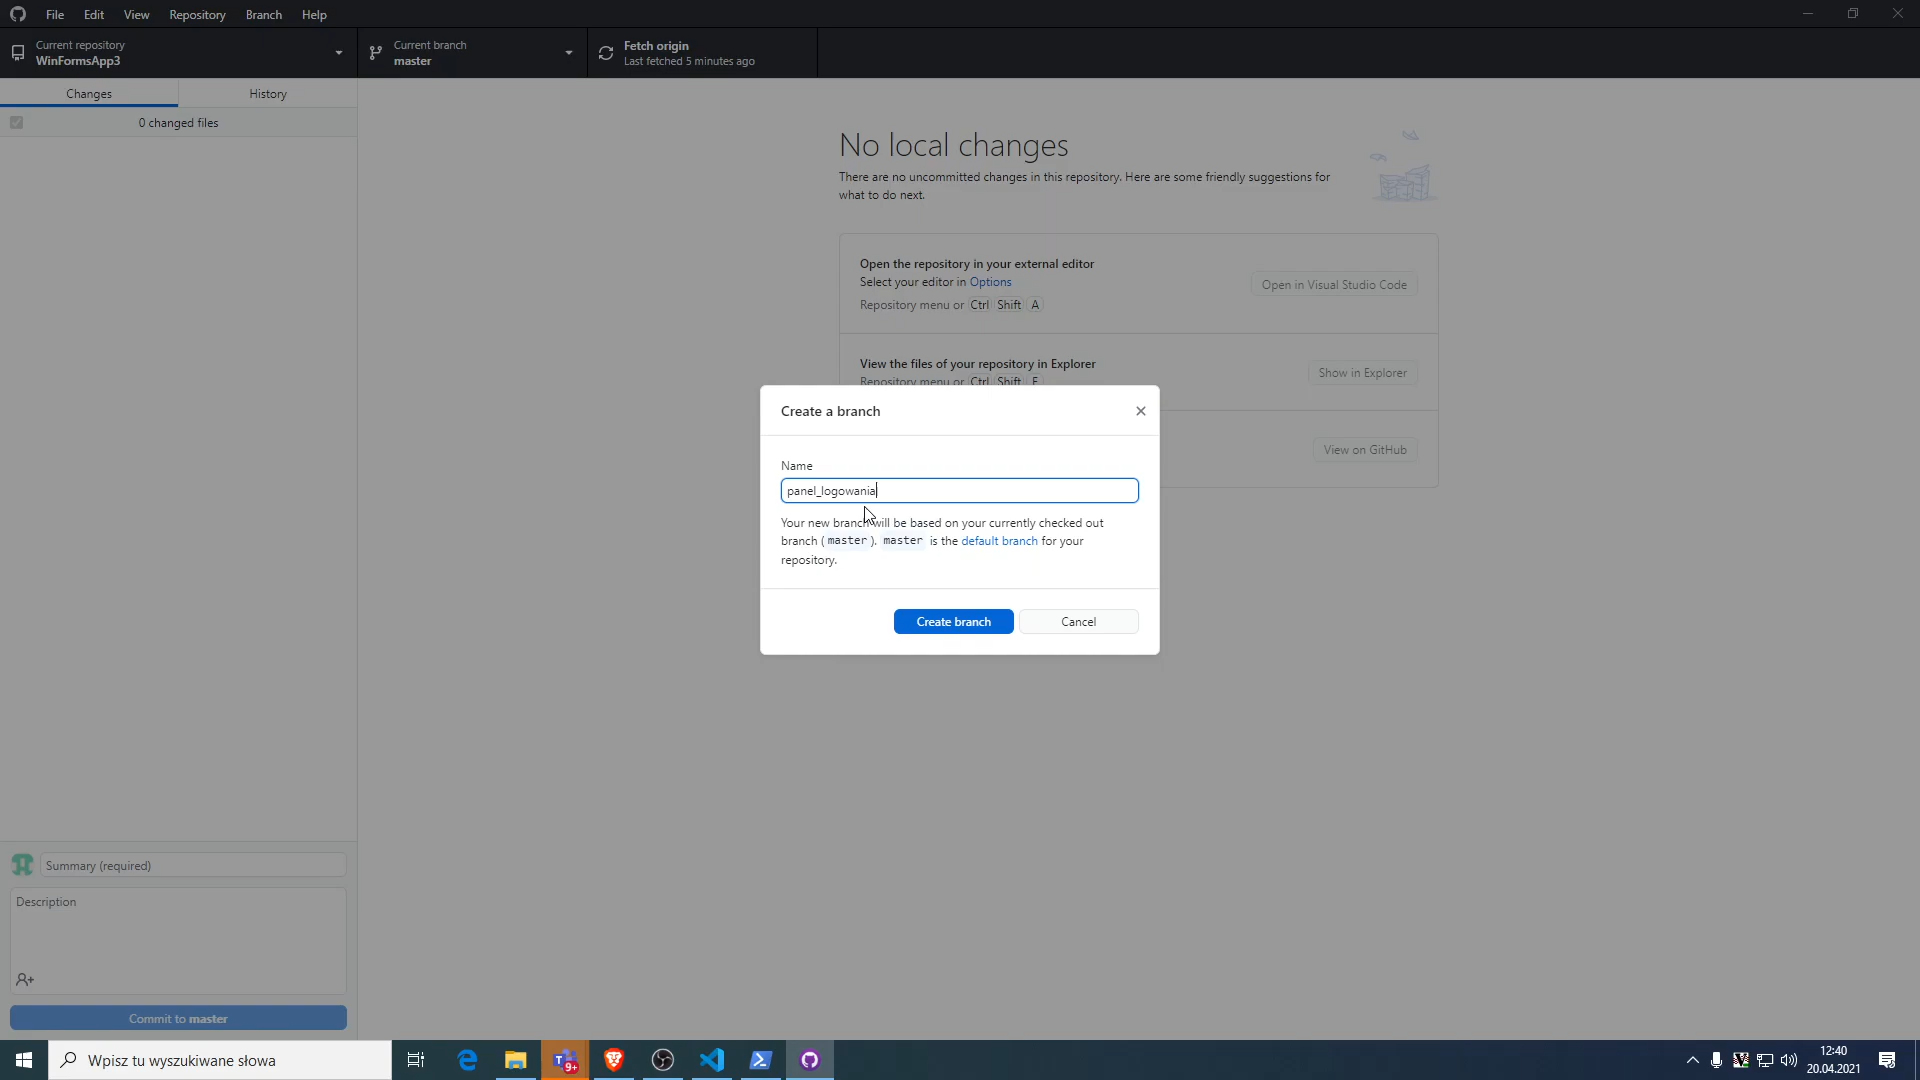 File Edit View Repository Branch Help
Current repository
WinFormsApp3
Current branch
master
Fetch origin
Last fetched 5 minutes ago
Changes
History
0 changed files
No local changes
There are no uncommitted changes in this repository. Here are some friendly suggestions for
what to do next.
Open the repository in your external editor
Select your editor in Options
Repository menu or Ctrl Shift A
Open in Visual Studio Code
View the files of your repository in Explorer
Repository menu or Ctrl Shift F
Show in Explorer
View on GitHub
Create a branch
Name
panel_logowania
Your new branch will be based on your currently checked out
branch (master). master is the default branch for your
repository.
Create branch
Cancel
Summary (required)
Description
Commit to master
Wpisz tu wyszukiwane słowa
T
9+
12:40
20.04.2021